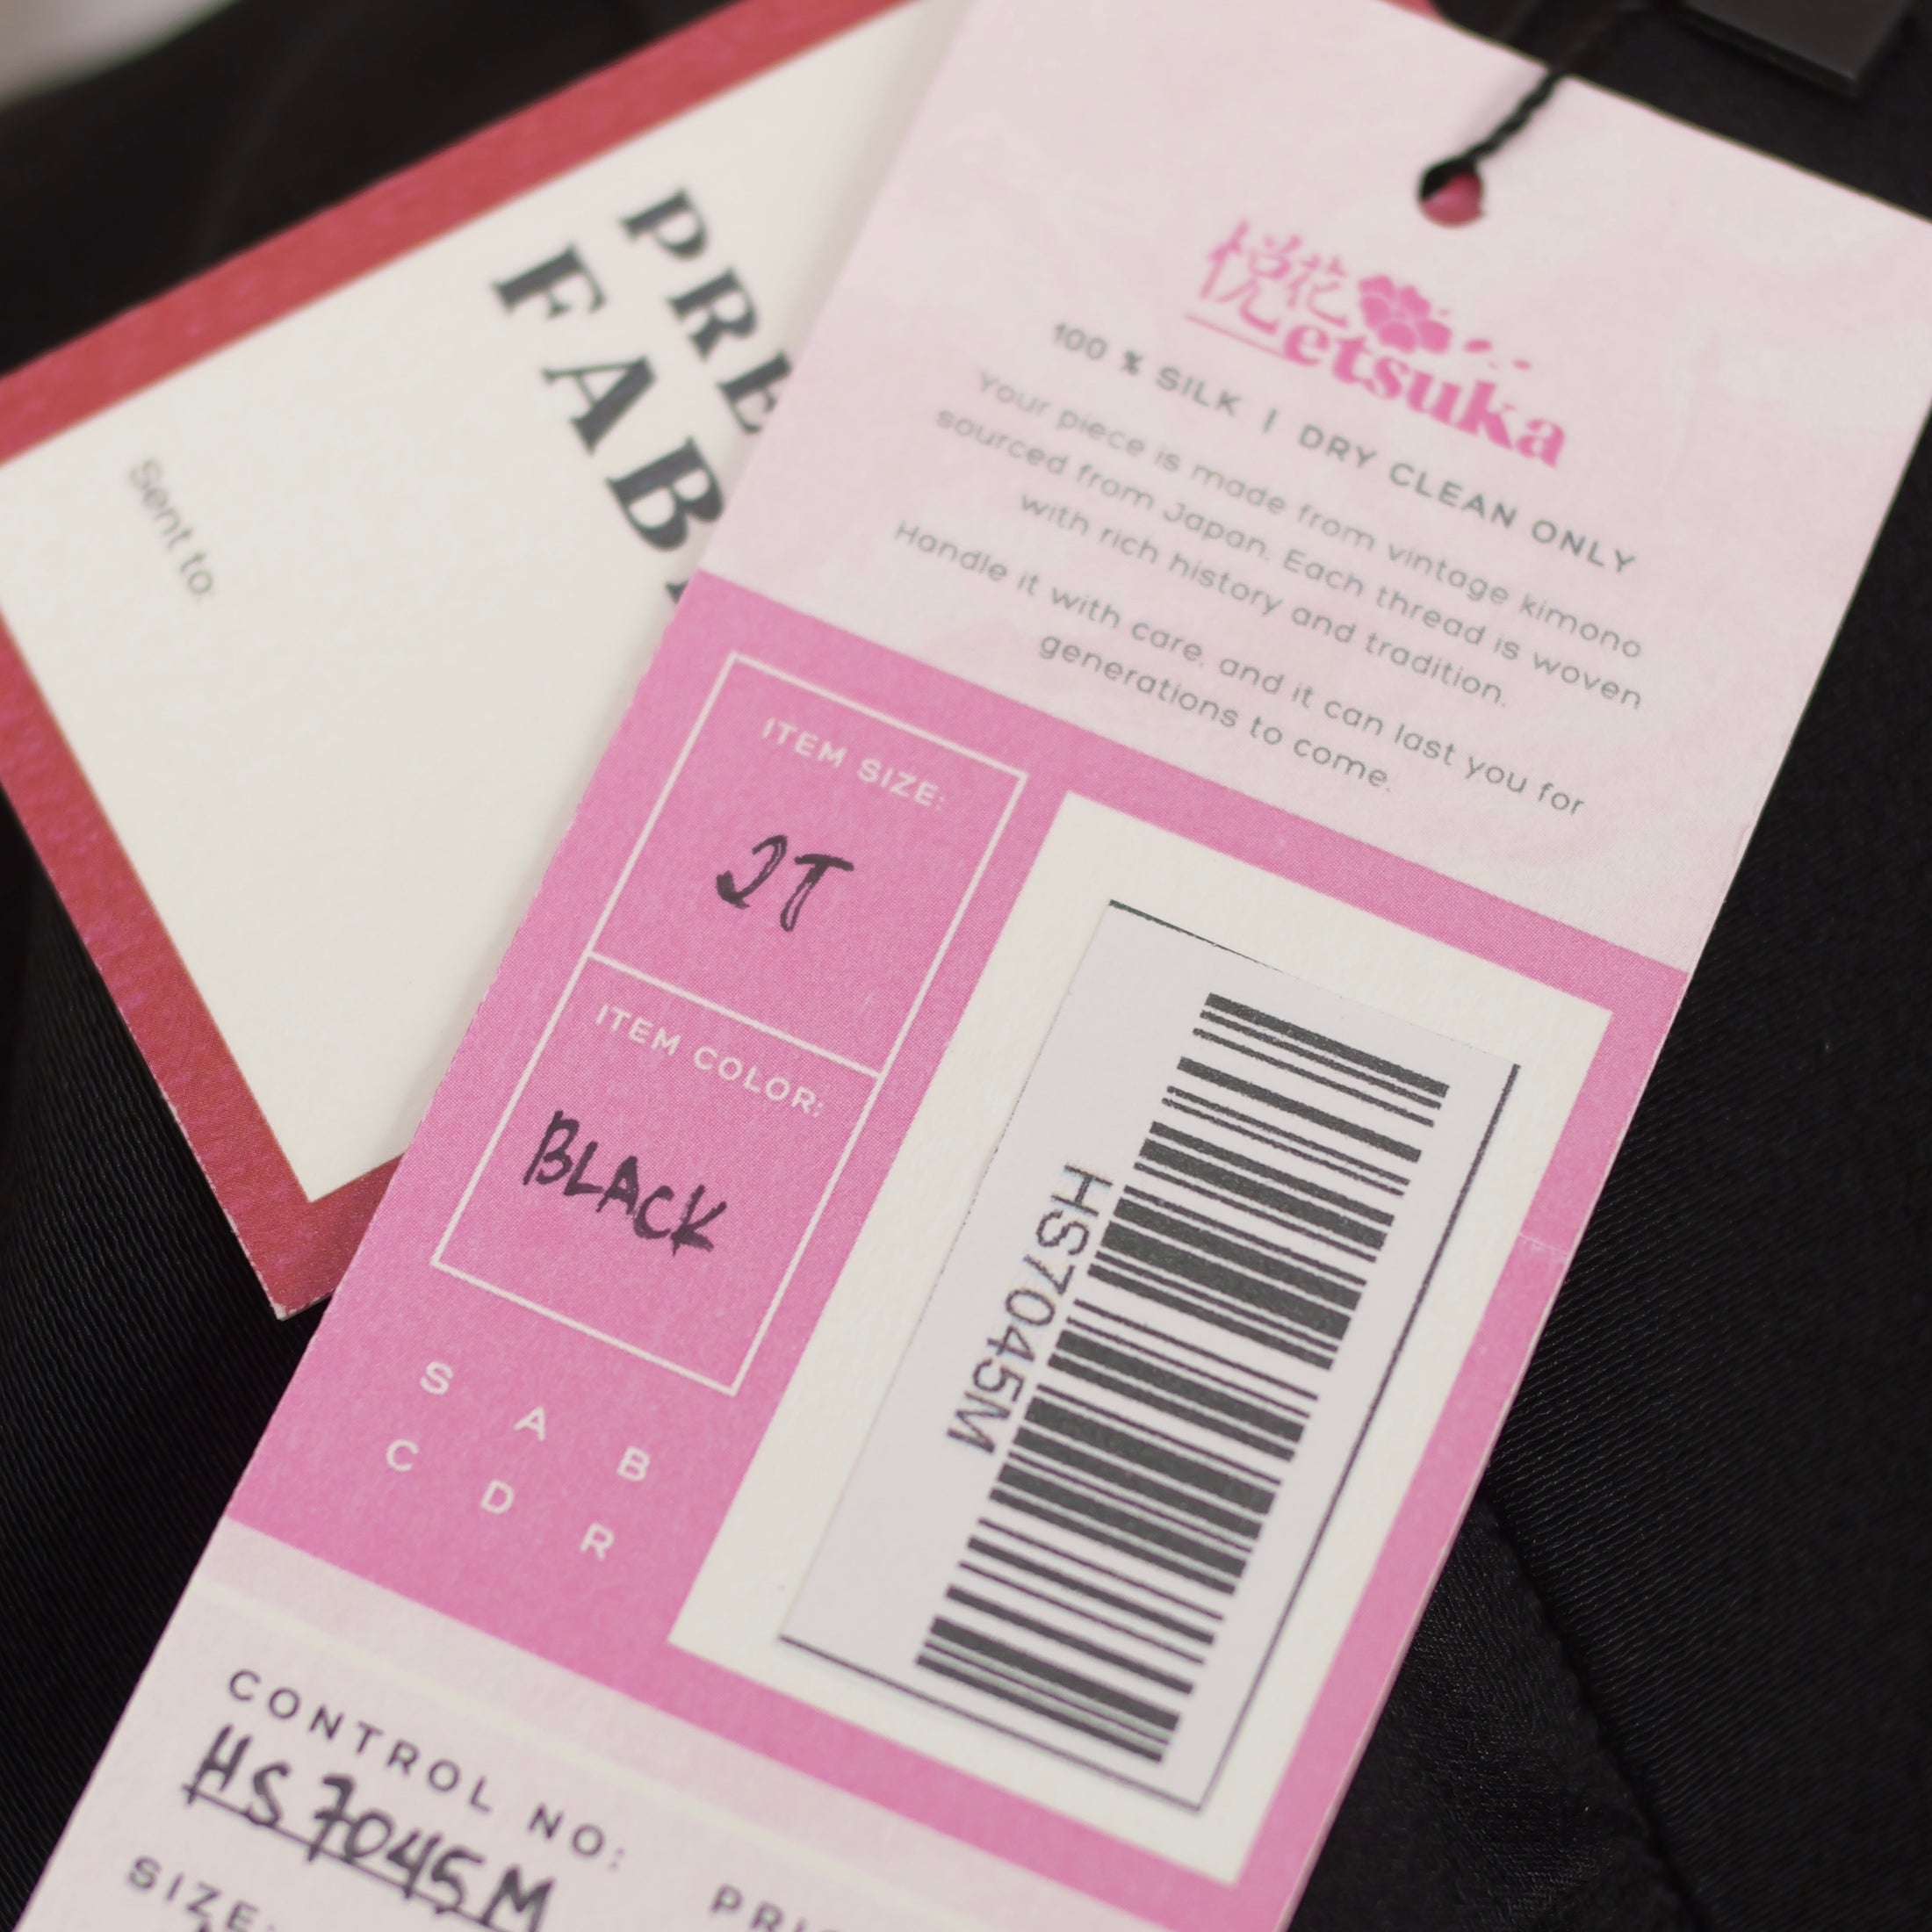 悦花
etsuka
100 % SILK | DRY CLEAN ONLY
Your piece is made from vintage kimono
sourced from Japan. Each thread is woven
with rich history and tradition.
Handle it with care, and it can last you for
generations to come.
ITEM SIZE:
2T
ITEM COLOR:
BLACK
S A B
C D R
HS7045M
CONTROL NO:
HS7045M
SIZE:
PRE
FAB
Sent to: